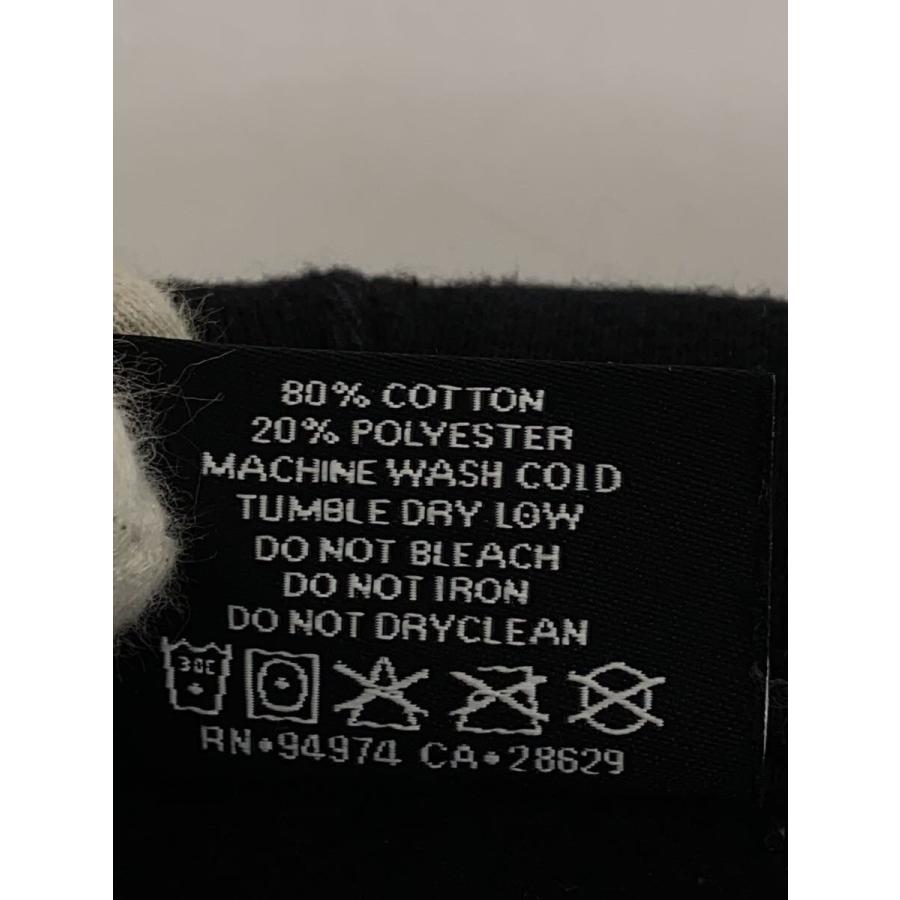 80% COTTON
20% POLYESTER
MACHINE WASH COLD
TUMBLE DRY LOW
DO NOT BLEACH
DO NOT IRON
DO NOT DRYCLEAN
30C
RN•94974 CA•28629